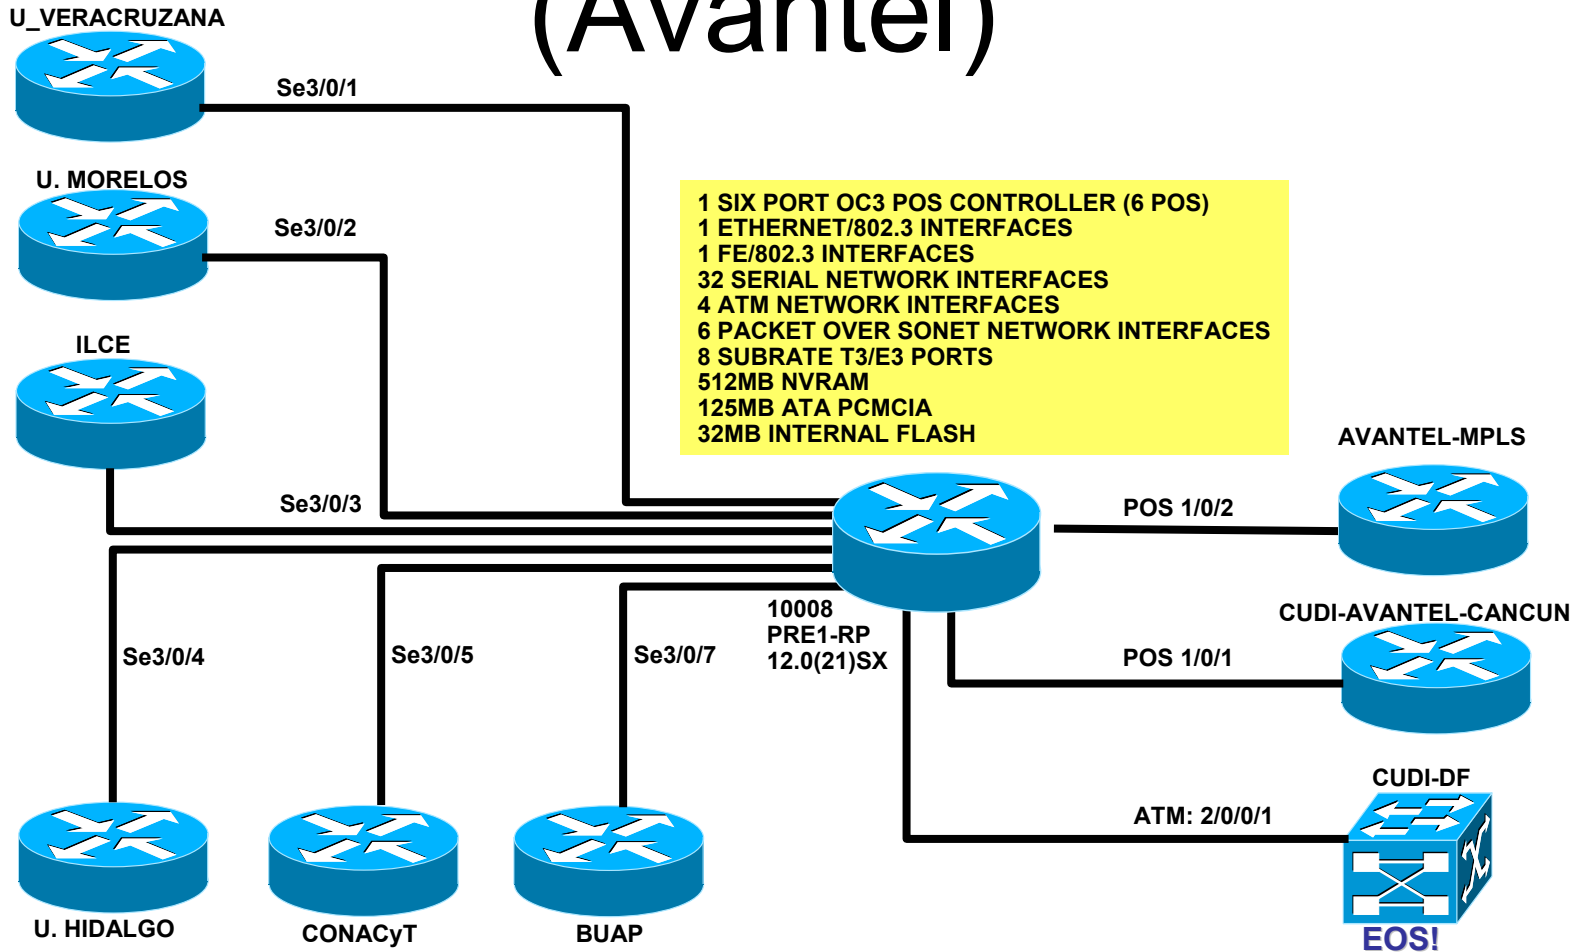 (Avantel)
U_VERACRUZANA
Se3/0/1
U. MORELOS
Se3/0/2
1 SIX PORT OC3 POS CONTROLLER (6 POS)
1 ETHERNET/802.3 INTERFACES
1 FE/802.3 INTERFACES
32 SERIAL NETWORK INTERFACES
4 ATM NETWORK INTERFACES
6 PACKET OVER SONET NETWORK INTERFACES
8 SUBRATE T3/E3 PORTS
512MB NVRAM
125MB ATA PCMCIA
32MB INTERNAL FLASH
ILCE
Se3/0/3
AVANTEL-MPLS
POS 1/0/2
10008
PRE1-RP
12.0(21)SX
CUDI-AVANTEL-CANCUN
POS 1/0/1
Se3/0/4
Se3/0/5
Se3/0/7
CUDI-DF
ATM: 2/0/0/1
U. HIDALGO
CONACyT
BUAP
EOS!